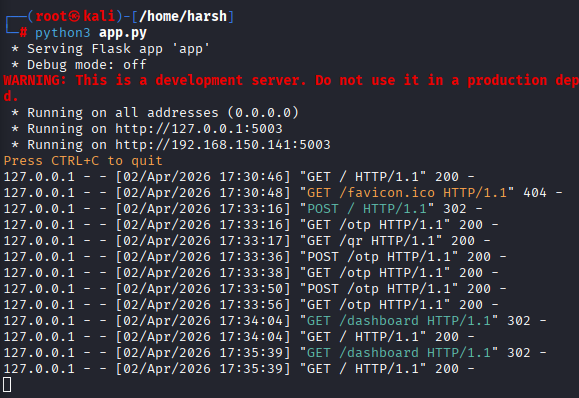 ┌──(root㉿kali)-[/home/harsh]
└─# python3 app.py
 * Serving Flask app 'app'
 * Debug mode: off
WARNING: This is a development server. Do not use it in a production dep
d.
 * Running on all addresses (0.0.0.0)
 * Running on http://127.0.0.1:5003
 * Running on http://192.168.150.141:5003
Press CTRL+C to quit
127.0.0.1 - - [02/Apr/2026 17:30:46] "GET / HTTP/1.1" 200 -
127.0.0.1 - - [02/Apr/2026 17:30:48] "GET /favicon.ico HTTP/1.1" 404 -
127.0.0.1 - - [02/Apr/2026 17:33:16] "POST / HTTP/1.1" 302 -
127.0.0.1 - - [02/Apr/2026 17:33:16] "GET /otp HTTP/1.1" 200 -
127.0.0.1 - - [02/Apr/2026 17:33:17] "GET /qr HTTP/1.1" 200 -
127.0.0.1 - - [02/Apr/2026 17:33:36] "POST /otp HTTP/1.1" 200 -
127.0.0.1 - - [02/Apr/2026 17:33:38] "GET /otp HTTP/1.1" 200 -
127.0.0.1 - - [02/Apr/2026 17:33:50] "POST /otp HTTP/1.1" 200 -
127.0.0.1 - - [02/Apr/2026 17:33:56] "GET /otp HTTP/1.1" 200 -
127.0.0.1 - - [02/Apr/2026 17:34:04] "GET /dashboard HTTP/1.1" 302 -
127.0.0.1 - - [02/Apr/2026 17:34:04] "GET / HTTP/1.1" 200 -
127.0.0.1 - - [02/Apr/2026 17:35:39] "GET /dashboard HTTP/1.1" 302 -
127.0.0.1 - - [02/Apr/2026 17:35:39] "GET / HTTP/1.1" 200 -